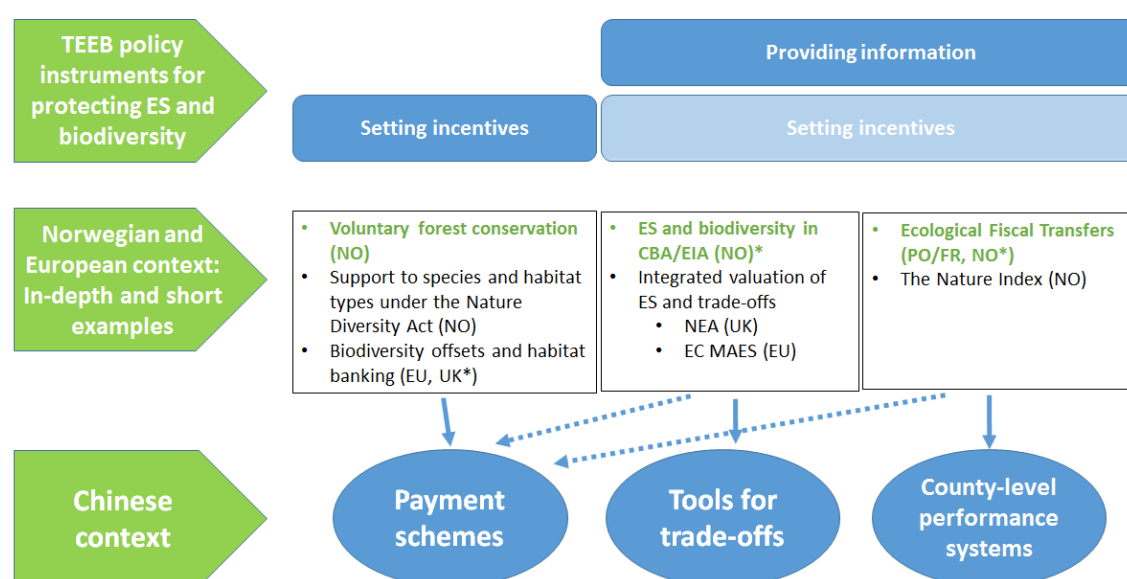 TEEB policy
instruments for
protecting ES and
biodiversity
Providing information
Setting incentives
Setting incentives
Norwegian and
European context:
In-depth and short
examples
• Voluntary forest conservation
(NO)
• Support to species and habitat
types under the Nature
Diversity Act (NO)
• Biodiversity offsets and habitat
banking (EU, UK*)
• ES and biodiversity in
CBA/EIA (NO)*
• Integrated valuation of
ES and trade-offs
• NEA (UK)
• EC MAES (EU)
• Ecological Fiscal Transfers
(PO/FR, NO*)
• The Nature Index (NO)
Chinese
context
Payment
schemes
Tools for
trade-offs
County-level
performance
systems